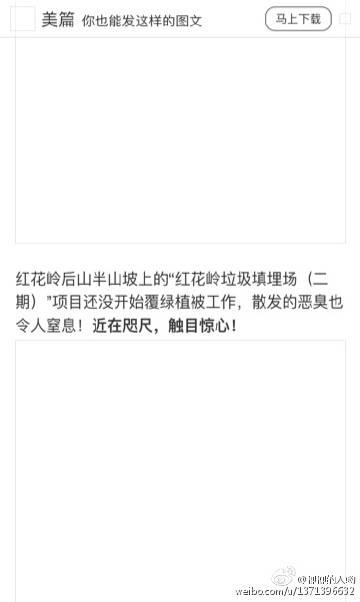 美篇 你也能发这样的图文 马上下载
红花岭后山半山坡上的“红花岭垃圾填埋场（二
期）”项目还没开始覆绿植被工作，散发的恶臭也
令人窒息！近在咫尺，触目惊心！
weibo.com/u/1371396632